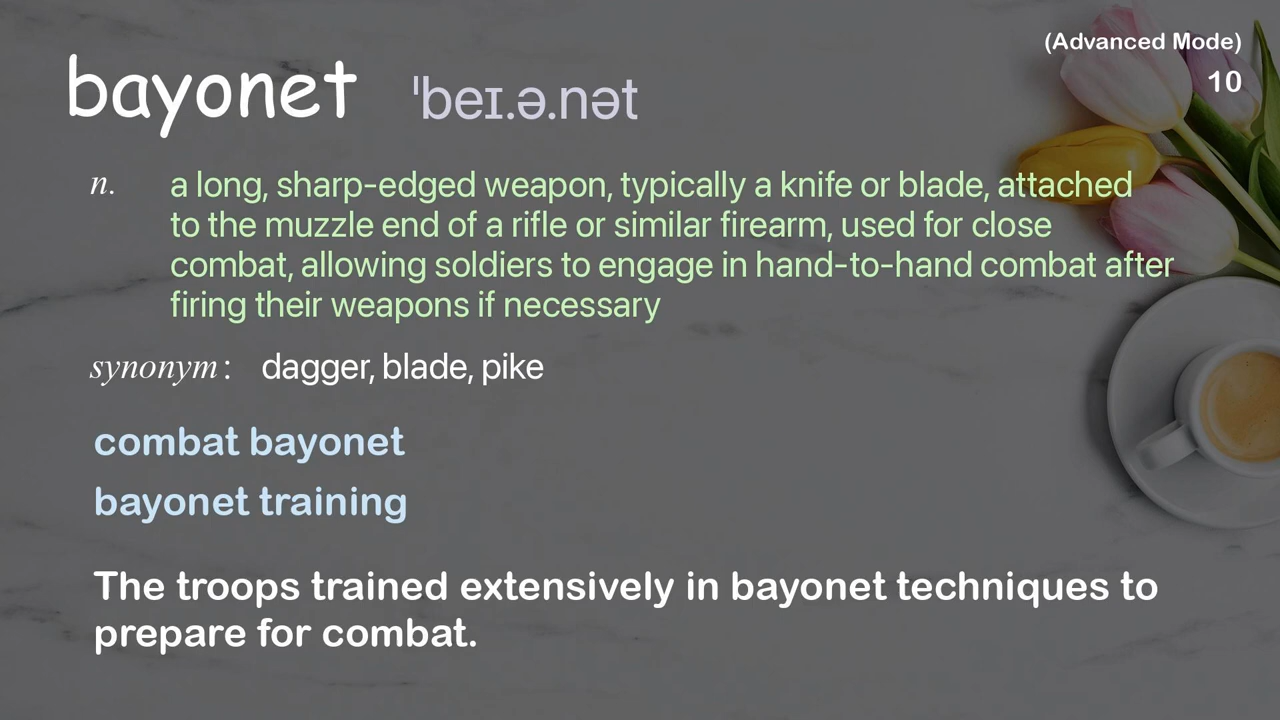 (Advanced Mode)
bayonet ˈbeɪ.ə.nət
10
n. a long, sharp-edged weapon, typically a knife or blade, attached
to the muzzle end of a rifle or similar firearm, used for close
combat, allowing soldiers to engage in hand-to-hand combat after
firing their weapons if necessary
synonym: dagger, blade, pike
combat bayonet
bayonet training
The troops trained extensively in bayonet techniques to
prepare for combat.